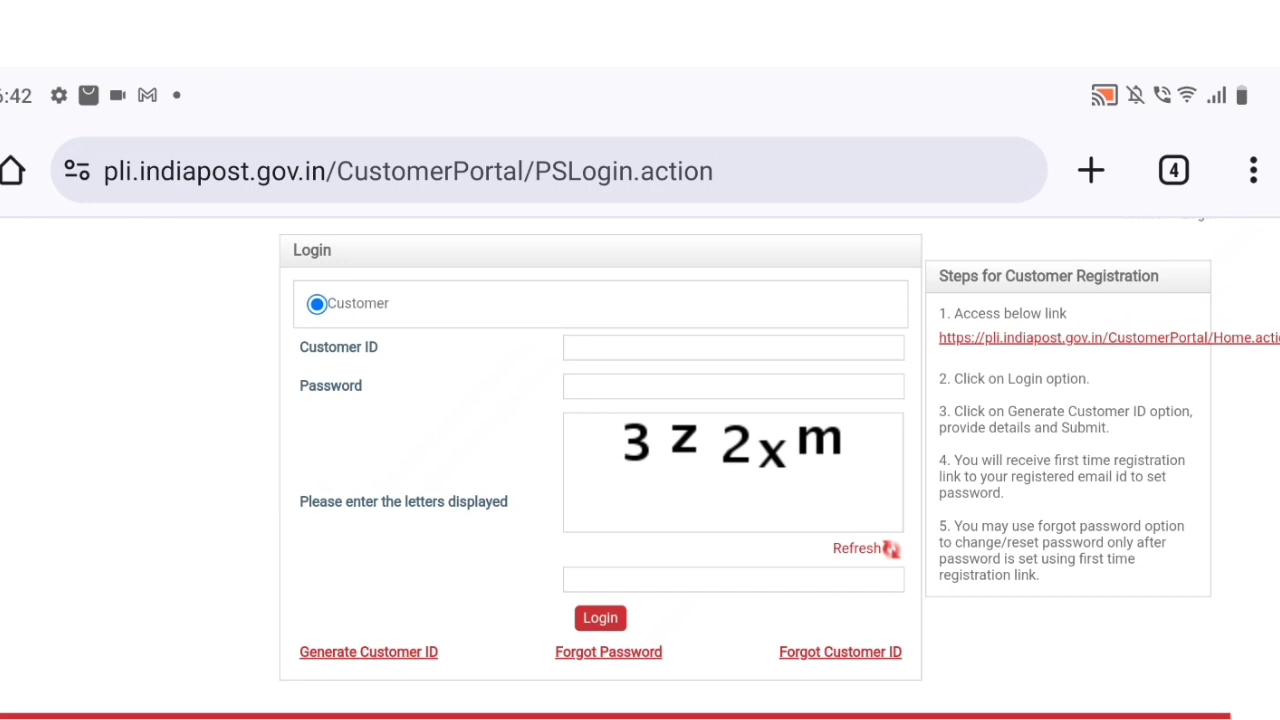 :42
pli.indiapost.gov.in/CustomerPortal/PSLogin.action
4
Login
Customer
Customer ID
Password
3 z 2 x m
Please enter the letters displayed
Refresh
Login
Generate Customer ID
Forgot Password
Forgot Customer ID
Steps for Customer Registration
1. Access below link
https://pli.indiapost.gov.in/CustomerPortal/Home.acti
2. Click on Login option.
3. Click on Generate Customer ID option,
provide details and Submit.
4. You will receive first time registration
link to your registered email id to set
password.
5. You may use forgot password option
to change/reset password only after
password is set using first time
registration link.